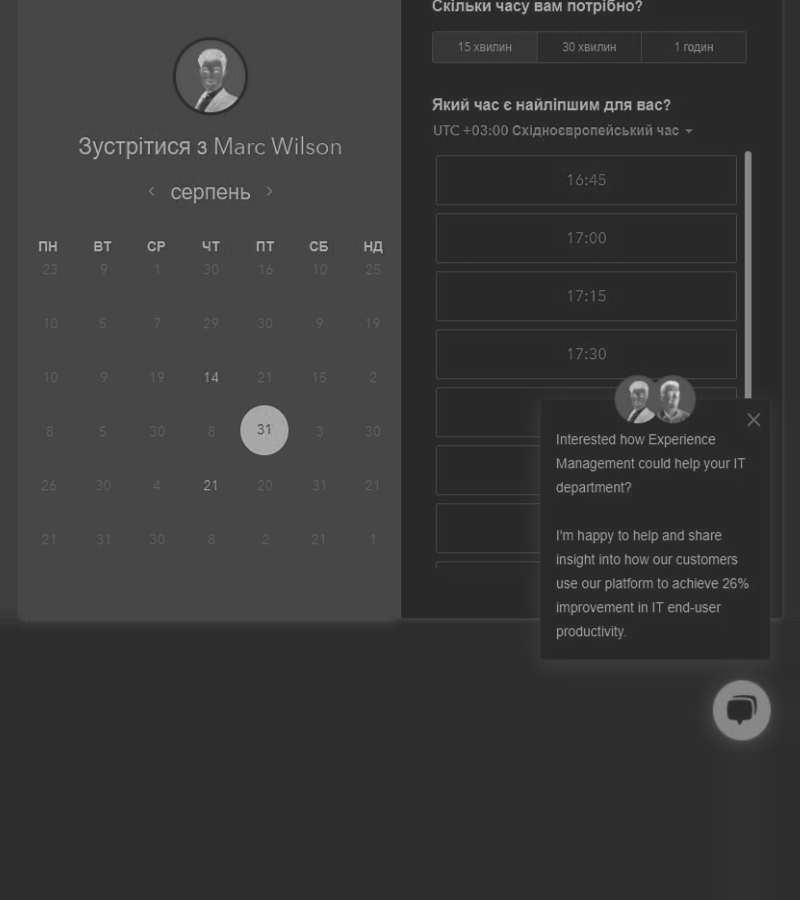 Скільки часу вам потрібно?
15 хвилин 30 хвилин 1 годин
Який час є найліпшим для вас?
UTC +03:00 Східноєвропейський час
16:45
17:00
17:15
17:30
Зустрітися з Marc Wilson
серпень
ПН ВТ СР ЧТ ПТ СБ НД
23 9 1 30 16 10 25
10 5 7 29 30 9 19
10 9 19 14 21 15 2
8 5 30 8 31 3 30
26 30 4 21 20 31 21
21 31 30 8 2 21 1
Interested how Experience
Management could help your IT
department?
I'm happy to help and share
insight into how our customers
use our platform to achieve 26%
improvement in IT end-user
productivity.